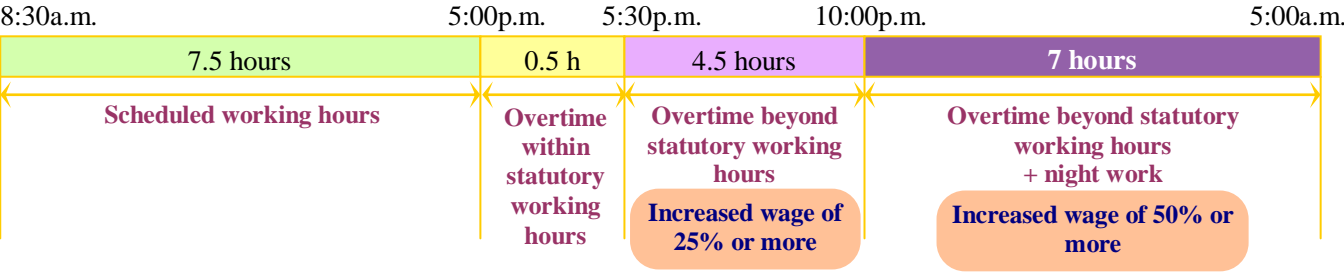 8:30a.m. 5:00p.m. 5:30p.m. 10:00p.m. 5:00a.m.
7.5 hours 0.5 h 4.5 hours 7 hours
Scheduled working hours
Overtime
within
statutory
working
hours
Overtime beyond
statutory working
hours
Increased wage of
25% or more
Overtime beyond statutory
working hours
+ night work
Increased wage of 50% or
more